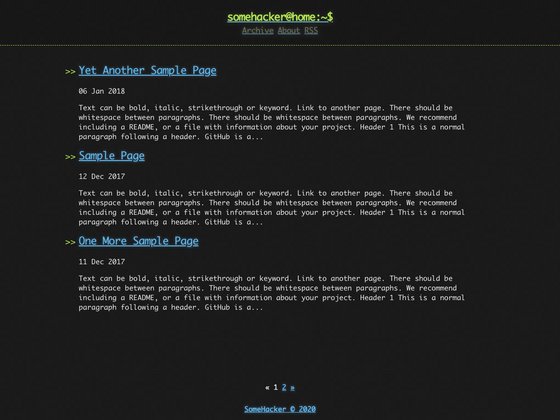 somehacker@home:~$
Archive About RSS
>> Yet Another Sample Page
06 Jan 2018
Text can be bold, italic, strikethrough or keyword. Link to another page. There should be
whitespace between paragraphs. There should be whitespace between paragraphs. We recommend
including a README, or a file with information about your project. Header 1 This is a normal
paragraph following a header. GitHub is a...
>> Sample Page
12 Dec 2017
Text can be bold, italic, strikethrough or keyword. Link to another page. There should be
whitespace between paragraphs. There should be whitespace between paragraphs. We recommend
including a README, or a file with information about your project. Header 1 This is a normal
paragraph following a header. GitHub is a...
>> One More Sample Page
11 Dec 2017
Text can be bold, italic, strikethrough or keyword. Link to another page. There should be
whitespace between paragraphs. There should be whitespace between paragraphs. We recommend
including a README, or a file with information about your project. Header 1 This is a normal
paragraph following a header. GitHub is a...
« 1 2 »
SomeHacker © 2020